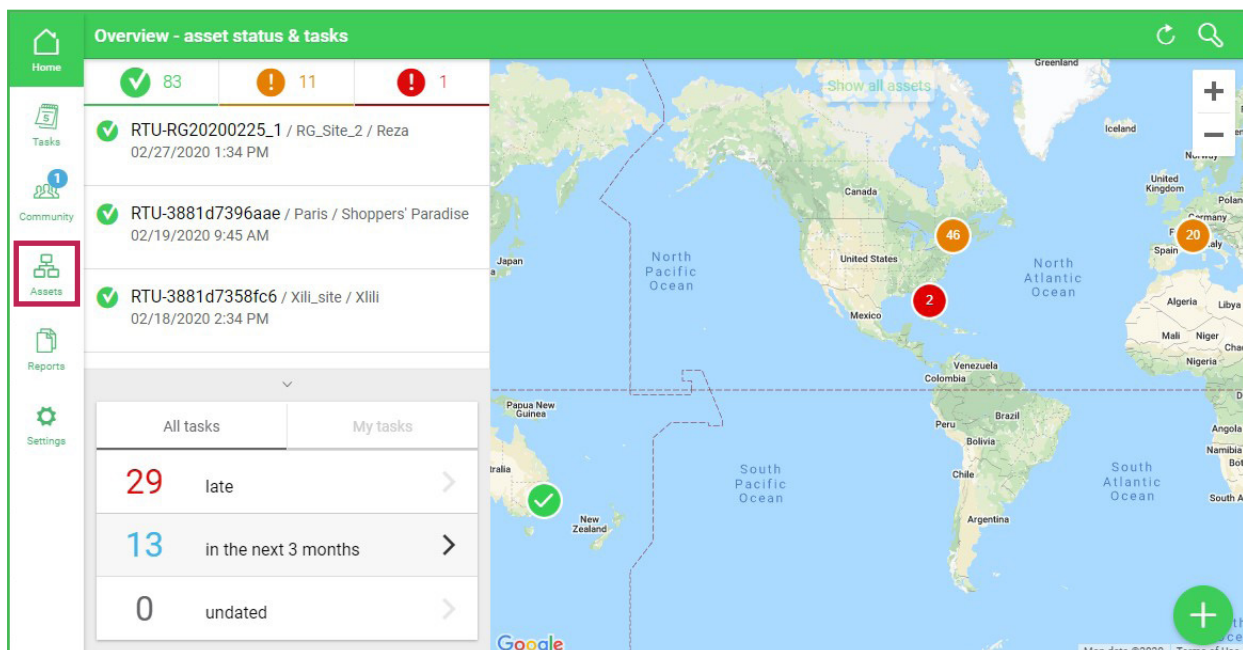 Overview - asset status & tasks
Home
Tasks
1
Community
Assets
Reports
Settings
83
11
1
RTU-RG20200225_1 / RG_Site_2 / Reza
02/27/2020 1:34 PM
RTU-3881d7396aae / Paris / Shoppers' Paradise
02/19/2020 9:45 AM
RTU-3881d7358fc6 / Xili_site / Xlili
02/18/2020 2:34 PM
All tasks
My tasks
29 late
13 in the next 3 months
0 undated
Show all assets
Greenland
+
−
Iceland
Norway
United
Kingdom
Polan
Germany
Canada
46
20
Spain
Japan
North
Pacific
Ocean
United States
North
Atlantic
Ocean
2
Mexico
Algeria
Libya
Mali
Niger
Cha
Nigeria
Venezuela
Colombia
Papua New
Guinea
Brazil
Peru
Bolivia
Angola
Namibia
Bot
tralia
South
Pacific
Ocean
Chile
South
Atlantic
Ocean
South A
New
Zealand
Argentina
Google